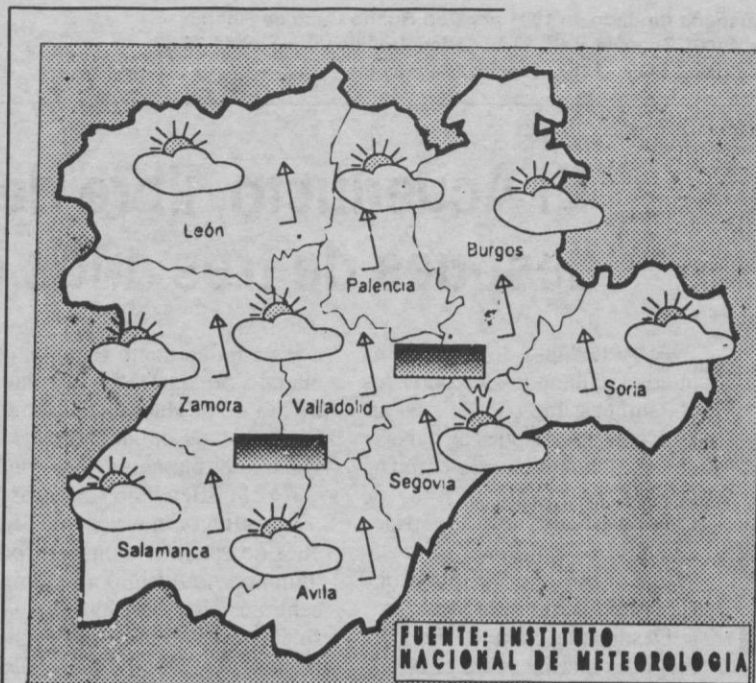 León
Burgos
Palencia
Soria
Zamora
Valladolid
Segovia
Salamanca
Avila
FUENTE: INSTITUTO
NACIONAL DE METEOROLOGIA